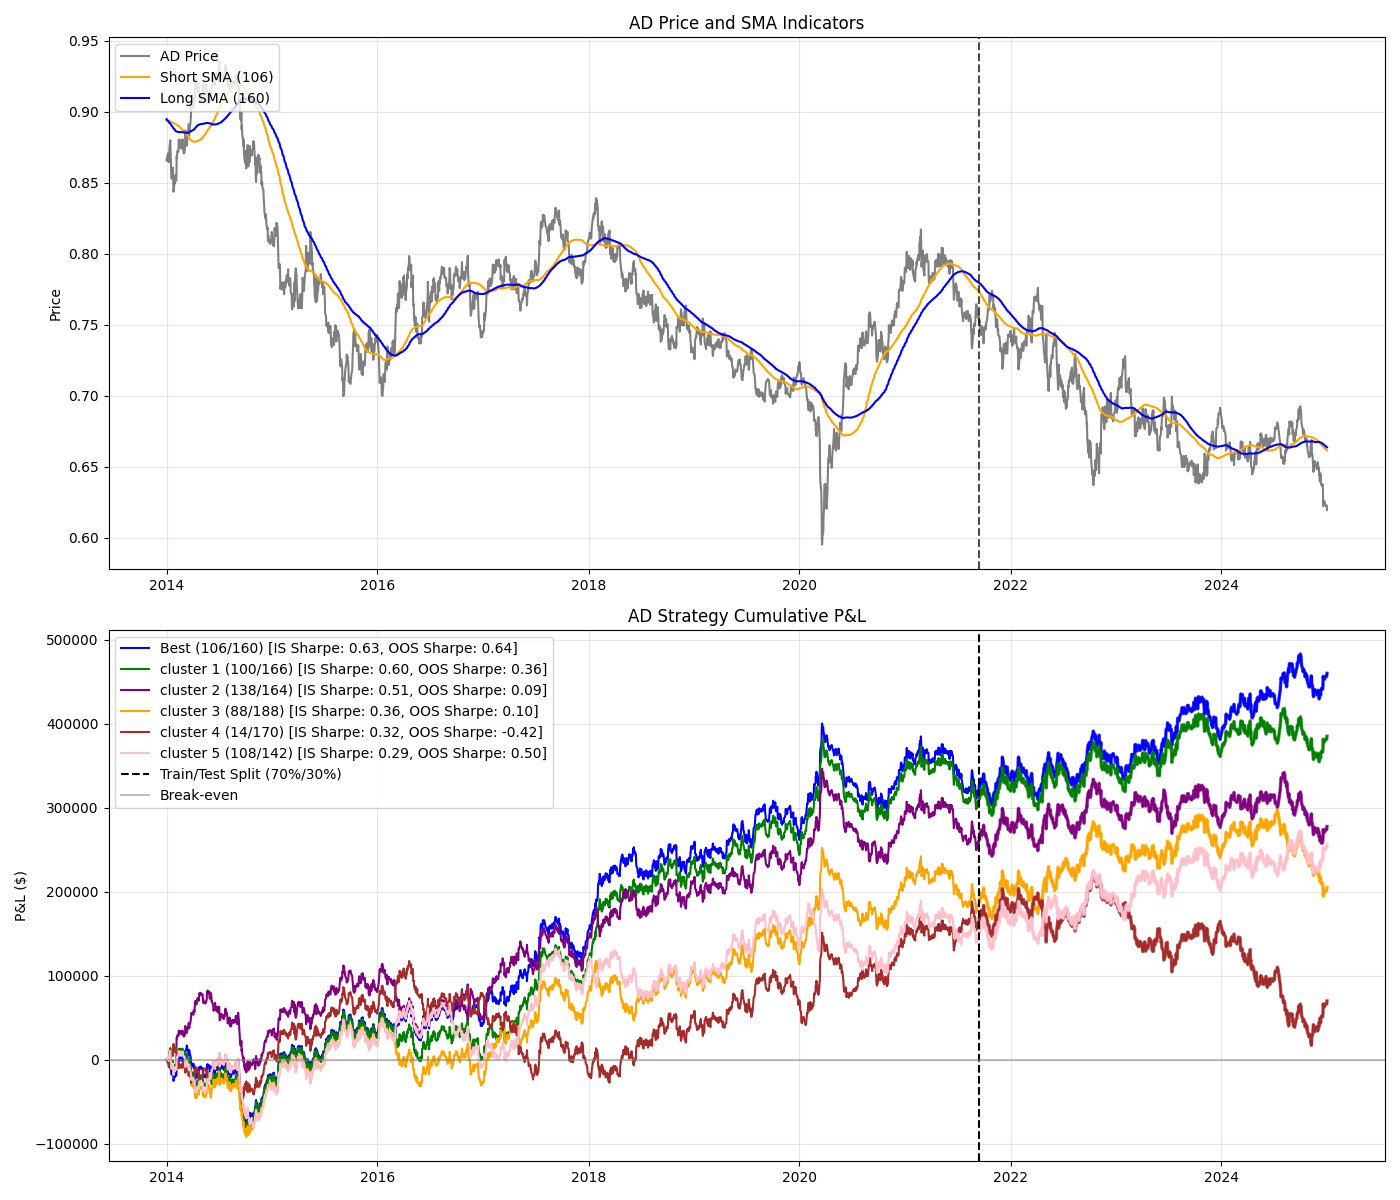 AD Price and SMA Indicators
AD Price
Short SMA (106)
Long SMA (160)
Price
0.95
0.90
0.85
0.80
0.75
0.70
0.65
0.60
2014
2016
2018
2020
2022
2024
AD Strategy Cumulative P&L
Best (106/160) [IS Sharpe: 0.63, OOS Sharpe: 0.64]
cluster 1 (100/166) [IS Sharpe: 0.60, OOS Sharpe: 0.36]
cluster 2 (138/164) [IS Sharpe: 0.51, OOS Sharpe: 0.09]
cluster 3 (88/188) [IS Sharpe: 0.36, OOS Sharpe: 0.10]
cluster 4 (14/170) [IS Sharpe: 0.32, OOS Sharpe: -0.42]
cluster 5 (108/142) [IS Sharpe: 0.29, OOS Sharpe: 0.50]
Train/Test Split (70%/30%)
Break-even
P&L ($)
500000
400000
300000
200000
100000
0
−100000
2014
2016
2018
2020
2022
2024